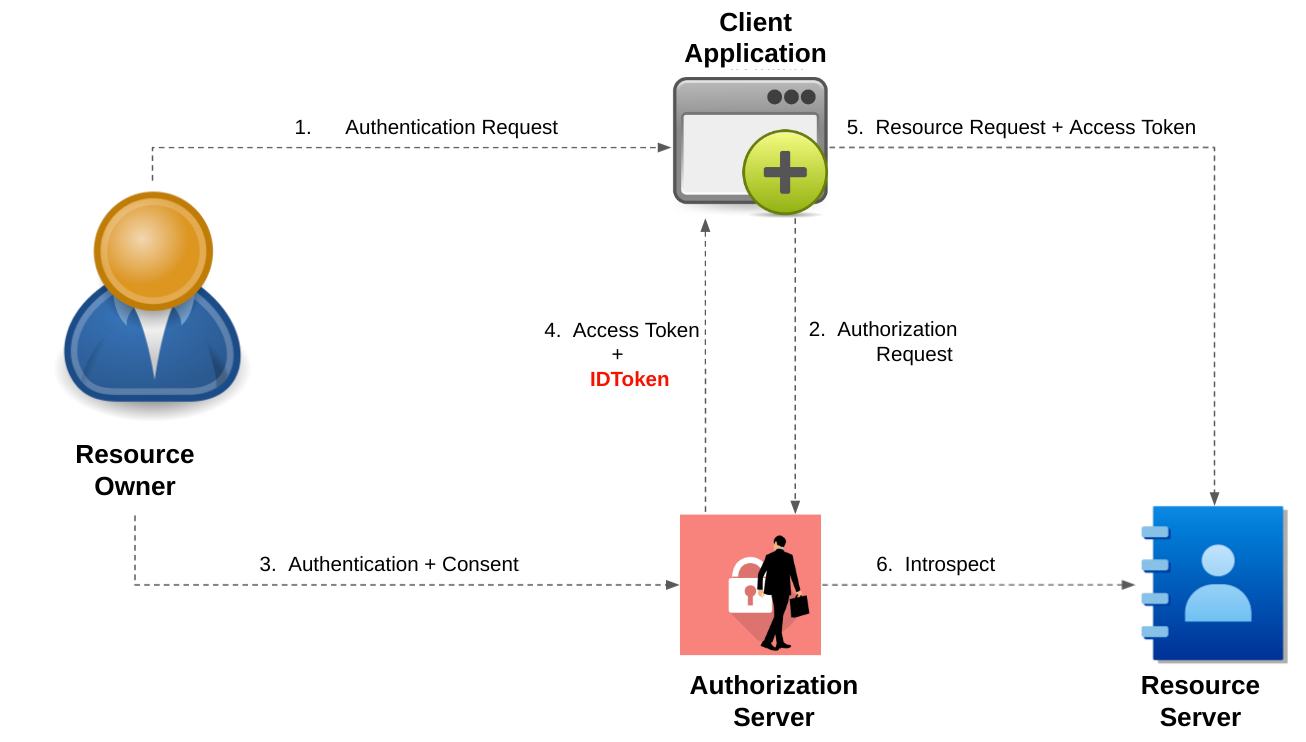 Client
Application
1. Authentication Request
5. Resource Request + Access Token
4. Access Token
+
IDToken
2. Authorization
Request
Resource
Owner
3. Authentication + Consent
6. Introspect
Authorization
Server
Resource
Server